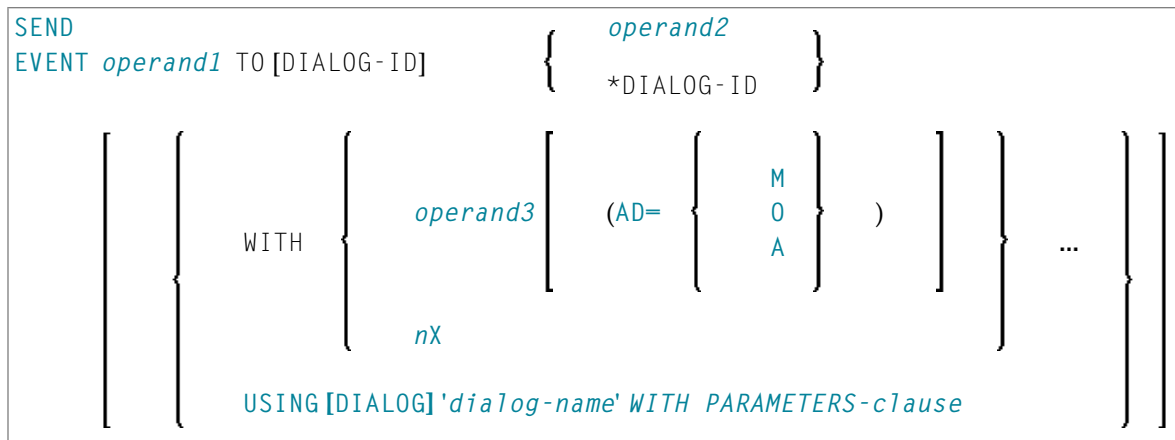 SEND
operand2
EVENT operand1 TO [DIALOG-ID]
*DIALOG-ID
M
operand3 (AD= O )
WITH ...
A
nX
USING [DIALOG] 'dialog-name' WITH PARAMETERS-clause